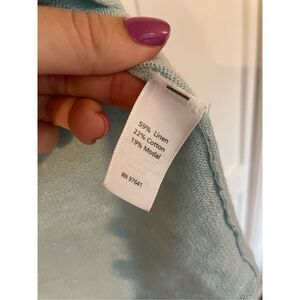 59% Linen
22% Cotton
19% Modal
RN 97641